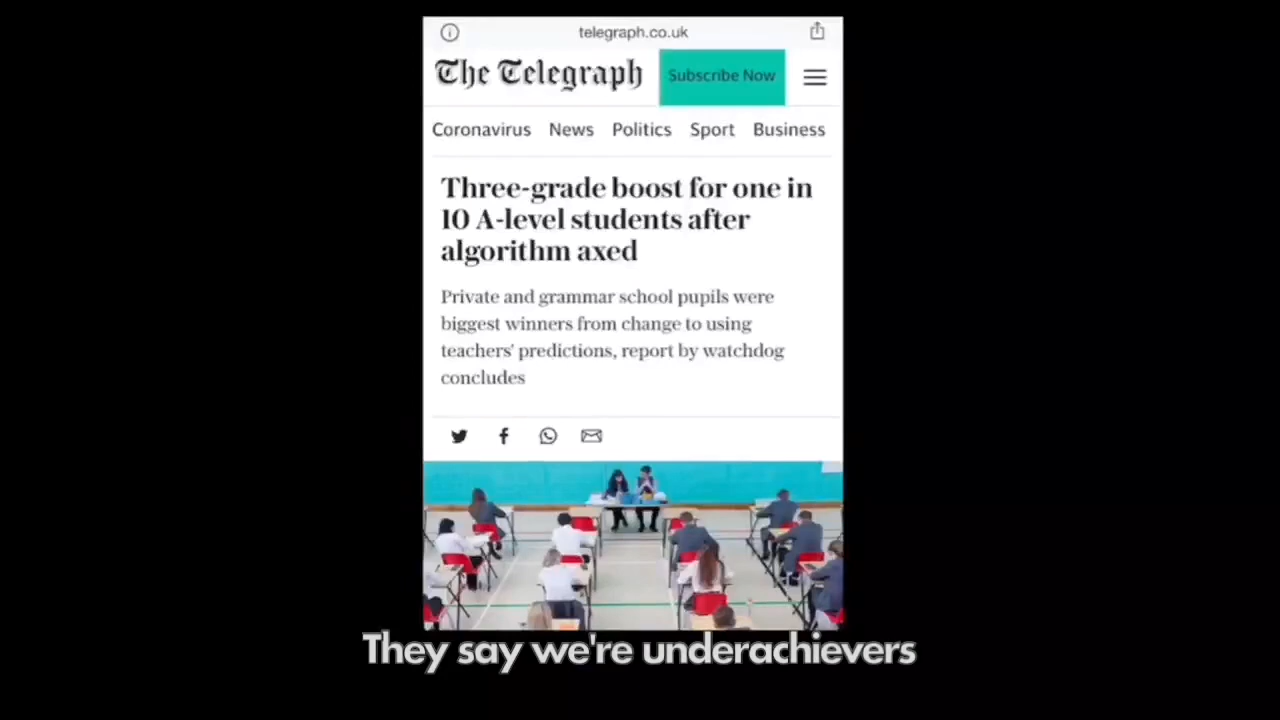 telegraph.co.uk
The Telegraph
Subscribe Now
Coronavirus News Politics Sport Business
Three-grade boost for one in
10 A-level students after
algorithm axed
Private and grammar school pupils were
biggest winners from change to using
teachers' predictions, report by watchdog
concludes
They say we're underachievers